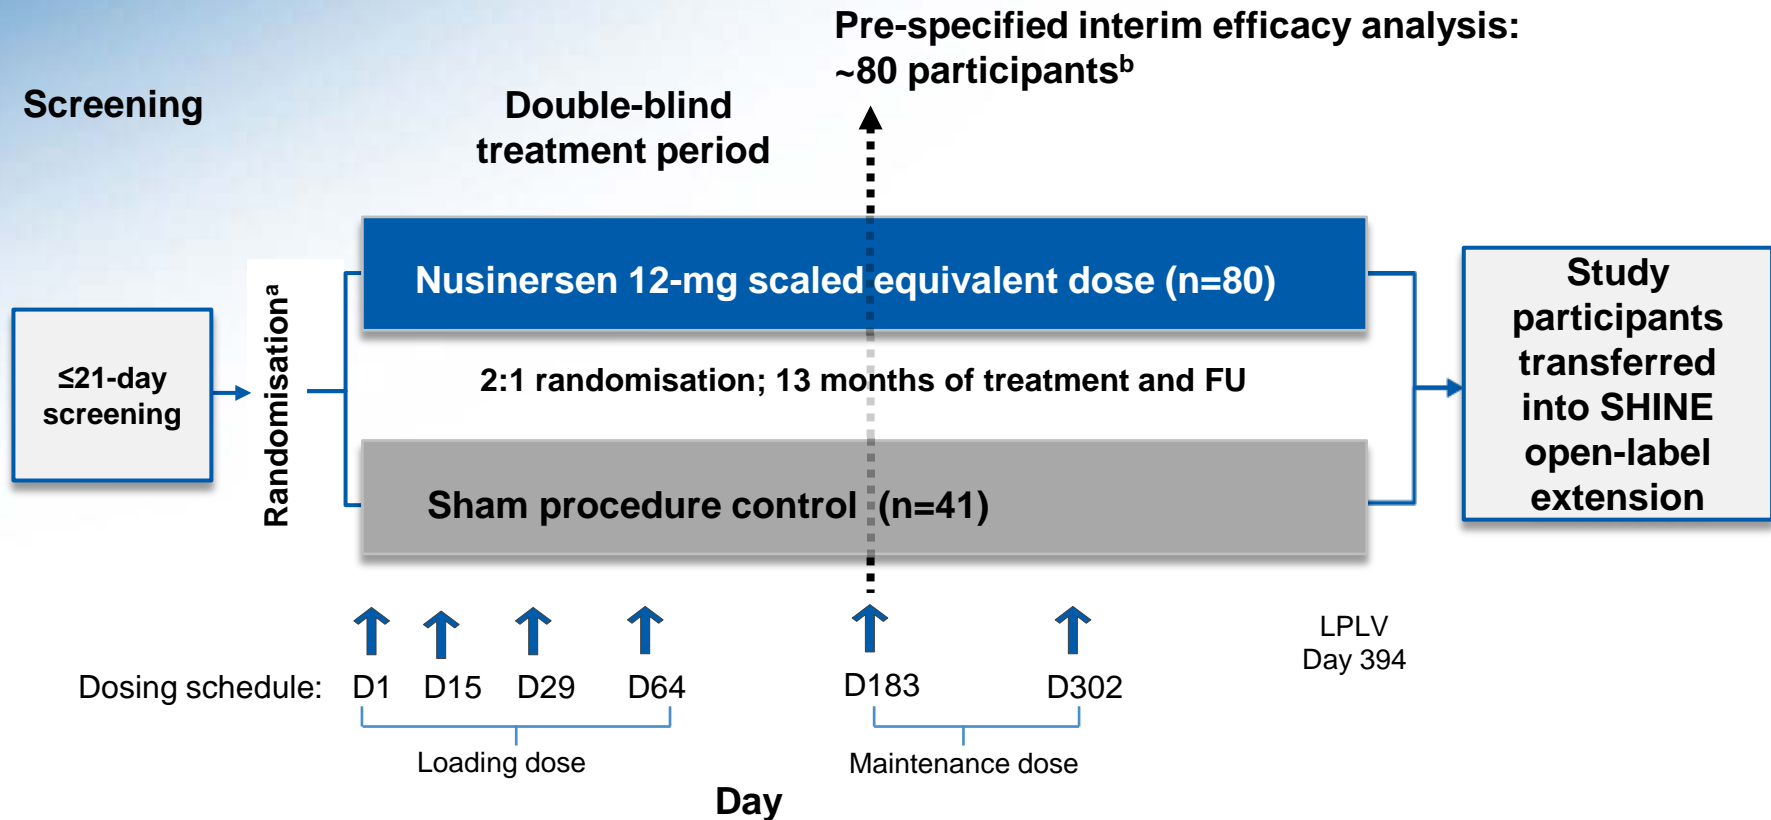 Pre-specified interim efficacy analysis:
~80 participantsᵇ
Screening
Double-blind
treatment period
Nusinersen 12-mg scaled equivalent dose (n=80)
≤21-day
screening
Randomisationᵃ
2:1 randomisation; 13 months of treatment and FU
Sham procedure control (n=41)
Study
participants
transferred
into SHINE
open-label
extension
LPLV
Day 394
Dosing schedule: D1 D15 D29 D64 D183 D302
Loading dose
Maintenance dose
Day